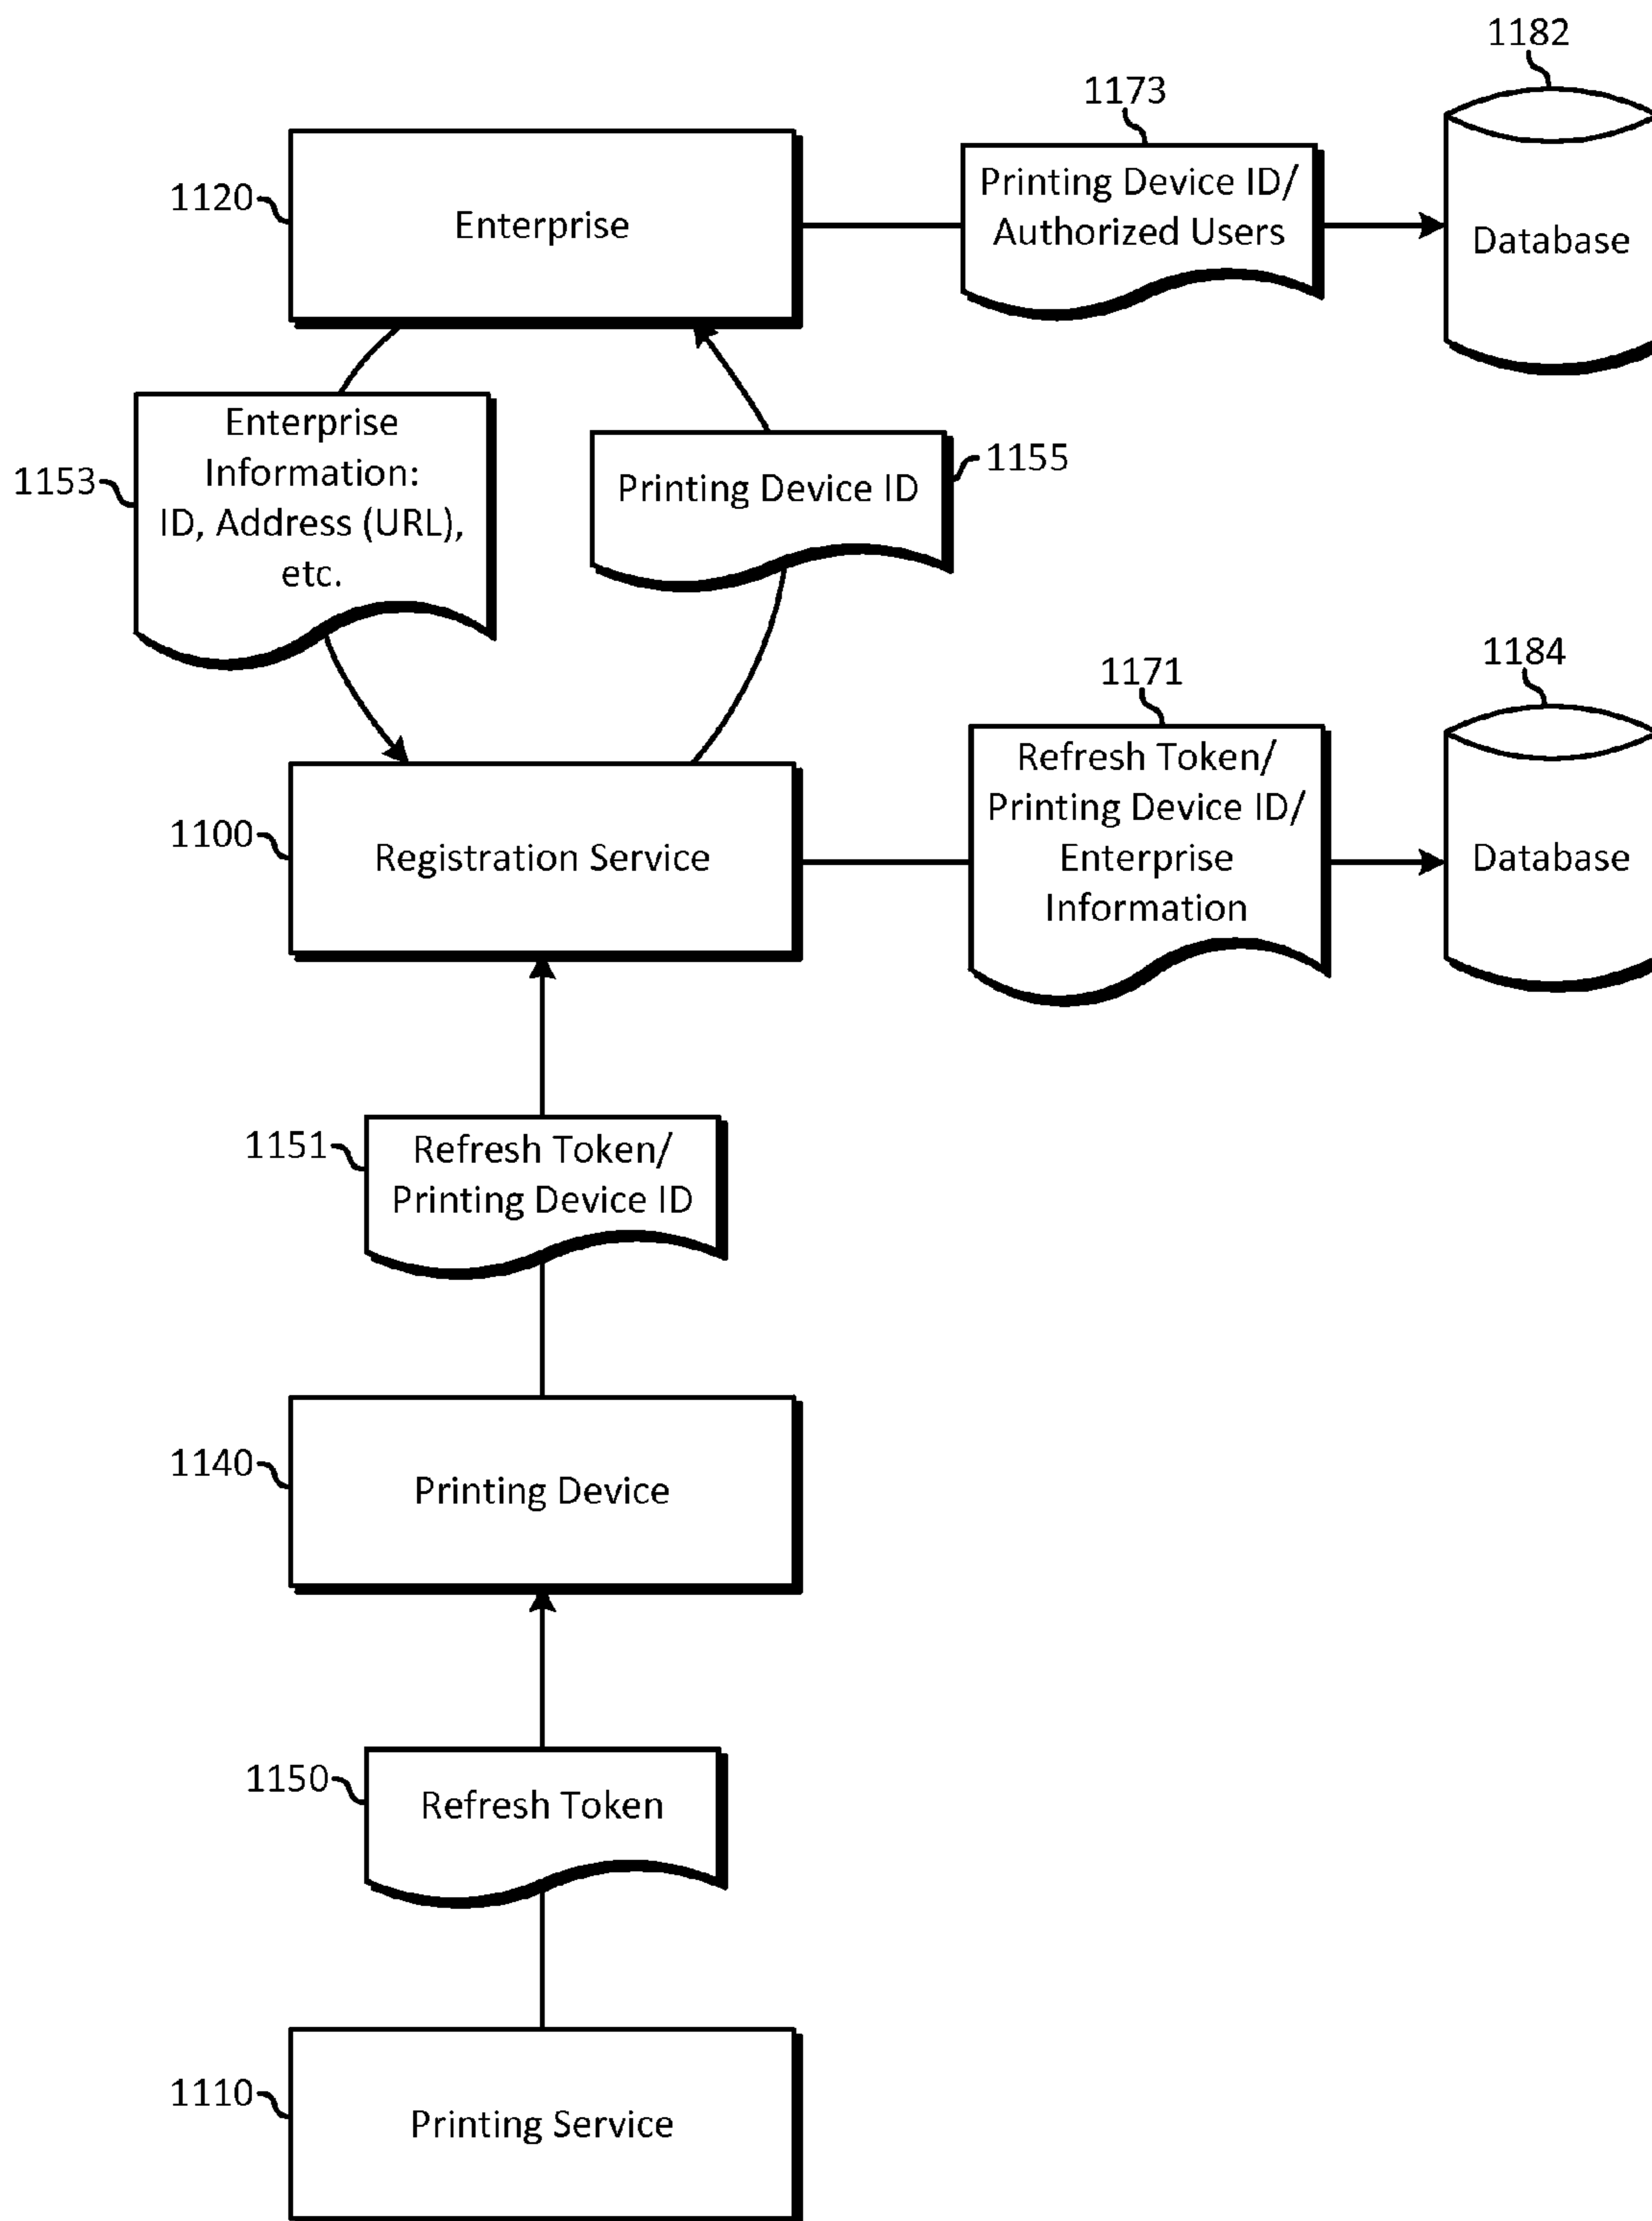 1182
1173
1120
Enterprise
Printing Device ID/
Authorized Users
Database
1153
Enterprise
Information:
ID, Address (URL),
etc.
Printing Device ID
1155
1184
1171
1100
Registration Service
Refresh Token/
Printing Device ID/
Enterprise
Information
Database
1151
Refresh Token/
Printing Device ID
1140
Printing Device
1150
Refresh Token
1110
Printing Service